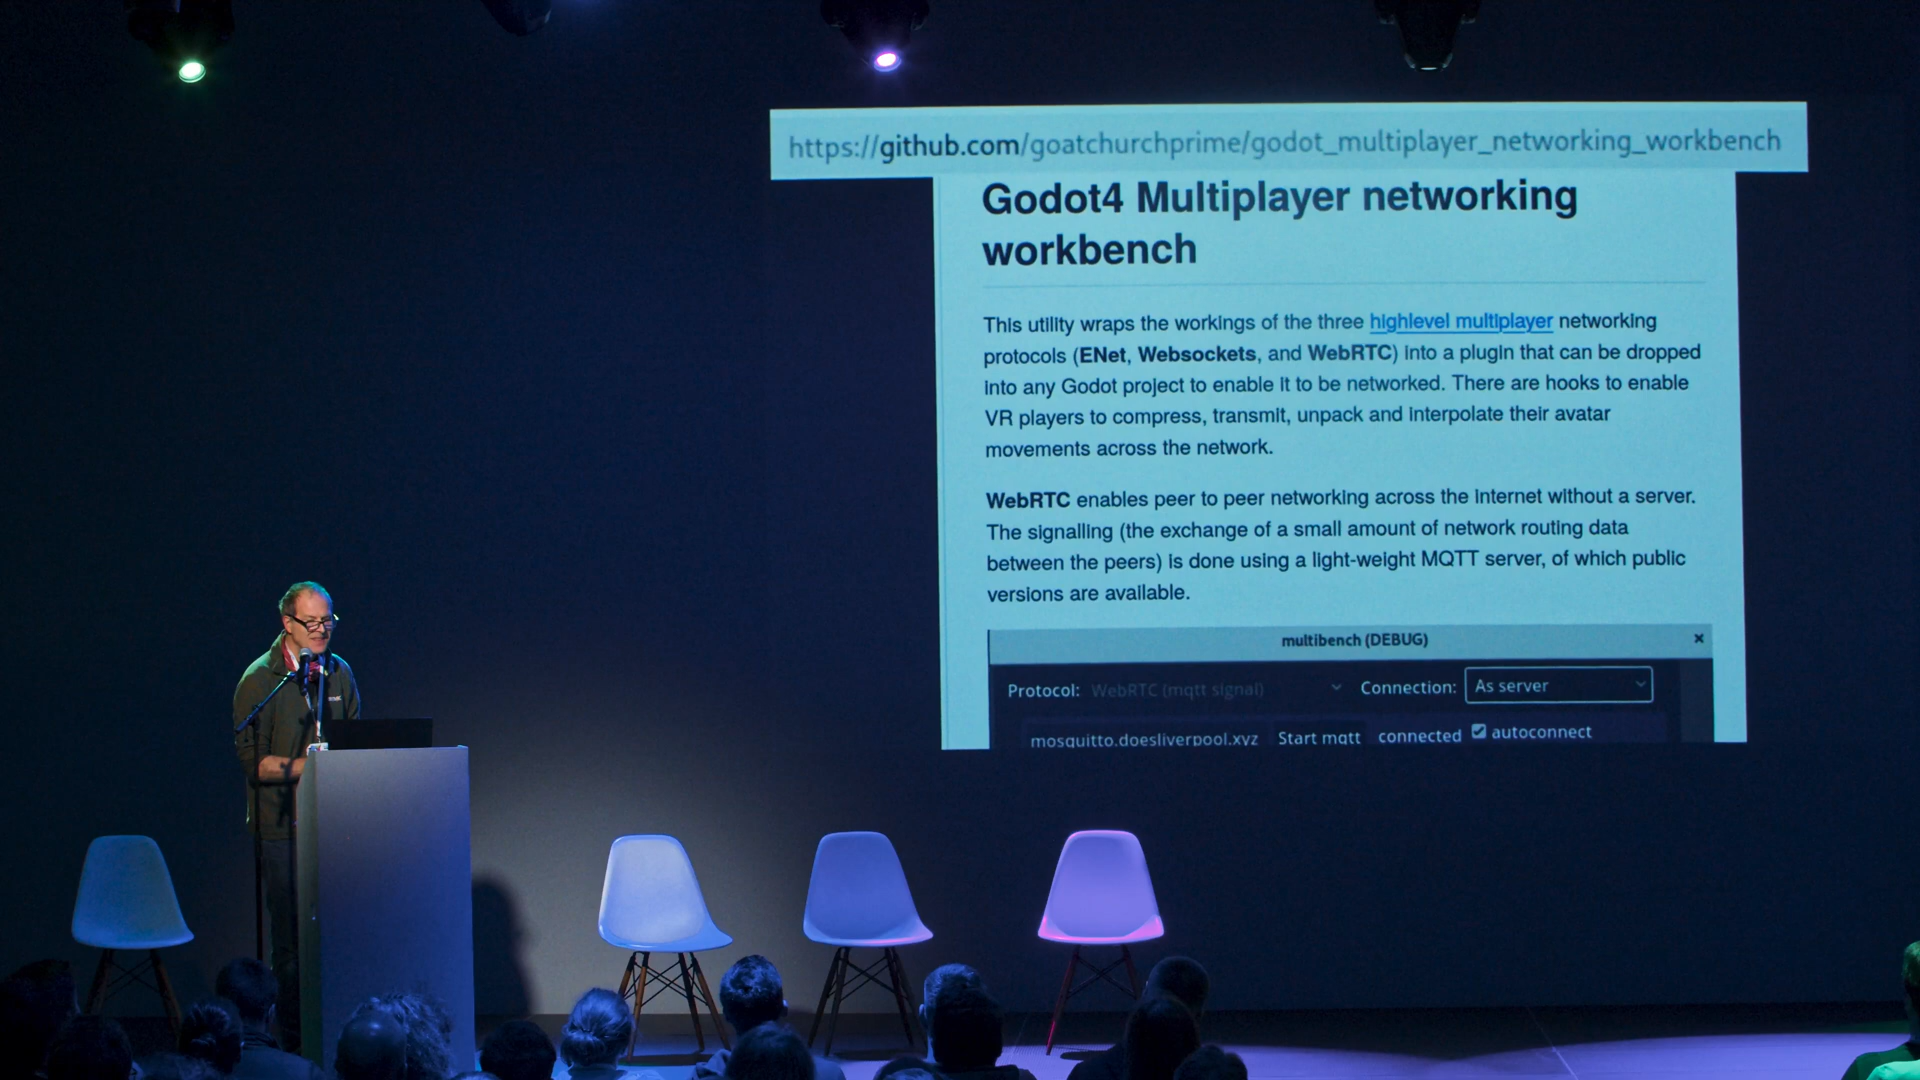 https://github.com/goatchurchprime/godot_multiplayer_networking_workbench
Godot4 Multiplayer networking
workbench
This utility wraps the workings of the three highlevel multiplayer networking
protocols (ENet, Websockets, and WebRTC) into a plugin that can be dropped
into any Godot project to enable it to be networked. There are hooks to enable
VR players to compress, transmit, unpack and interpolate their avatar
movements across the network.
WebRTC enables peer to peer networking across the internet without a server.
The signalling (the exchange of a small amount of network routing data
between the peers) is done using a light-weight MQTT server, of which public
versions are available.
multibench (DEBUG)
Protocol: WebRTC (mqtt signal) Connection: As server
mosquitto.doesliverpool.xyz Start mqtt connected autoconnect